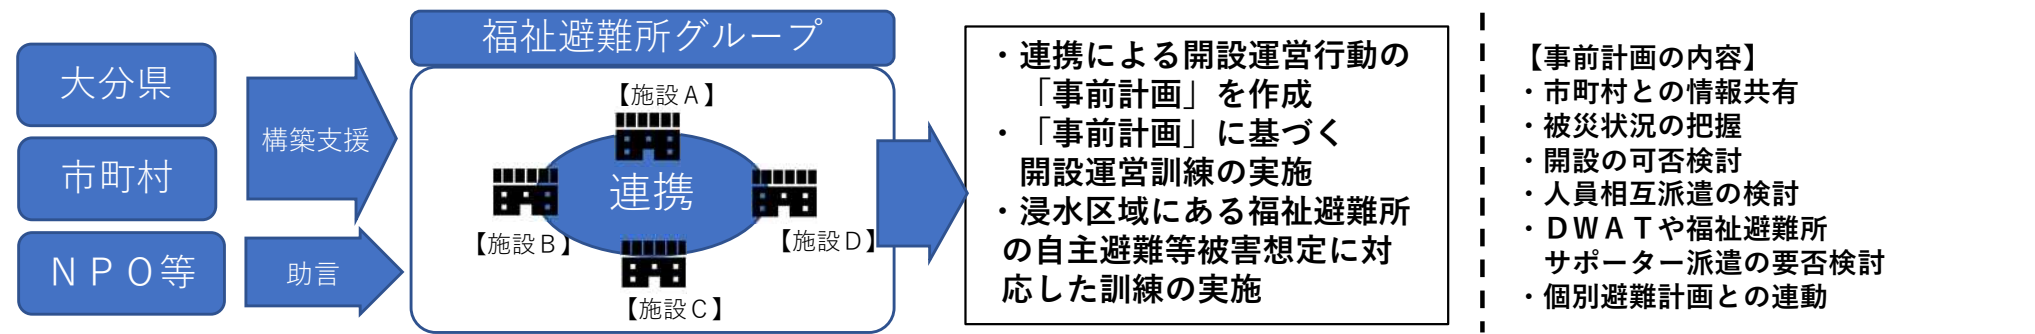 大分県
市町村
ＮＰＯ等
構築支援
助言
福祉避難所グループ
【施設Ａ】
連携
【施設Ｂ】
【施設Ｄ】
【施設Ｃ】
・連携による開設運営行動の
「事前計画」を作成
・「事前計画」に基づく
開設運営訓練の実施
・浸水区域にある福祉避難所
の自主避難等被害想定に対
応した訓練の実施
【事前計画の内容】
・市町村との情報共有
・被災状況の把握
・開設の可否検討
・人員相互派遣の検討
・ＤＷＡＴや福祉避難所
サポーター派遣の要否検討
・個別避難計画との連動